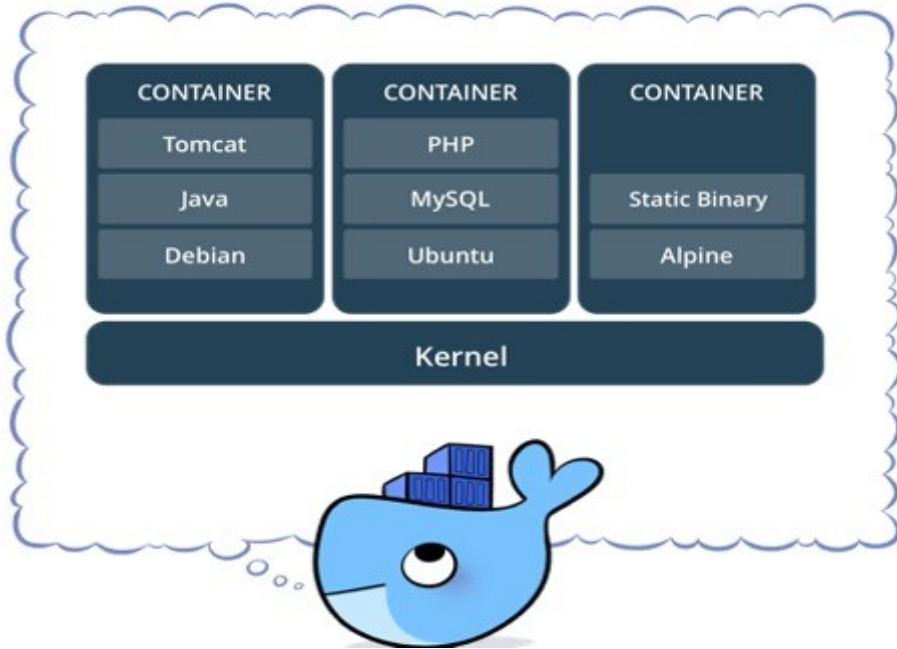 CONTAINER
Tomcat
Java
Debian
CONTAINER
PHP
MySQL
Ubuntu
CONTAINER
Static Binary
Alpine
Kernel